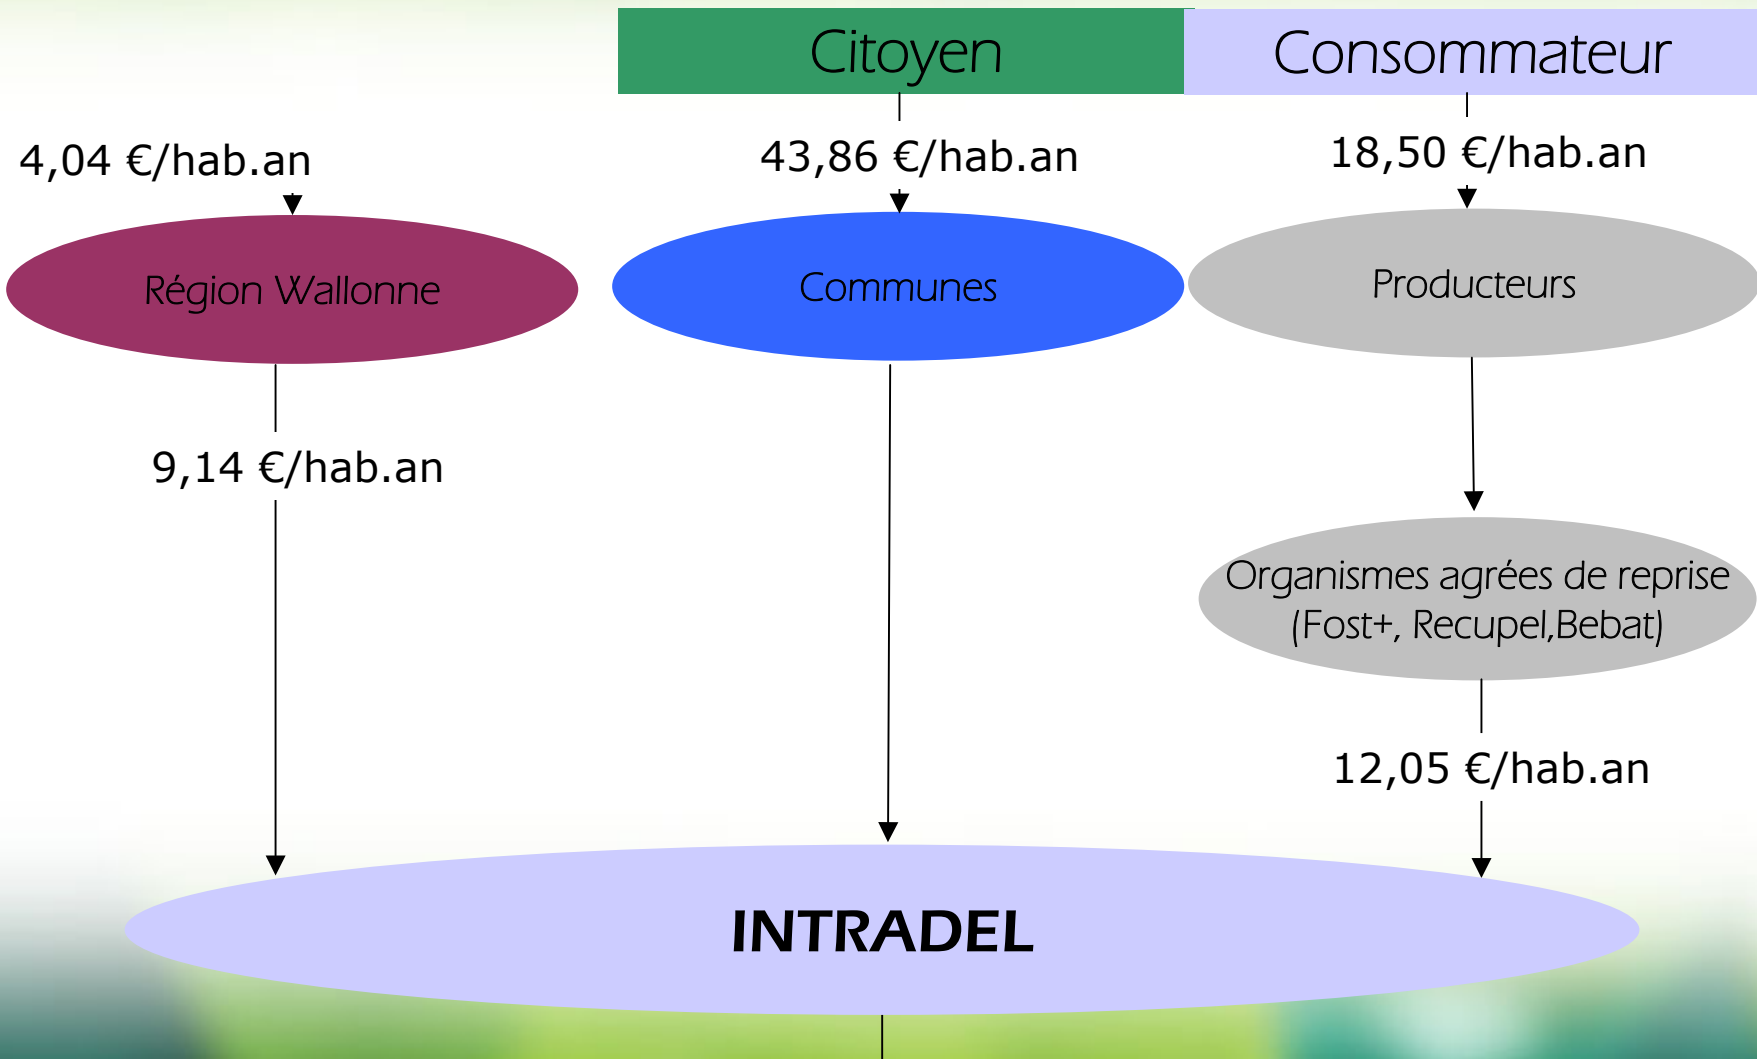 Citoyen
Consommateur
4,04 €/hab.an
43,86 €/hab.an
18,50 €/hab.an
Région Wallonne
Communes
Producteurs
9,14 €/hab.an
Organismes agrées de reprise
(Fost+, Recupel,Bebat)
12,05 €/hab.an
INTRADEL